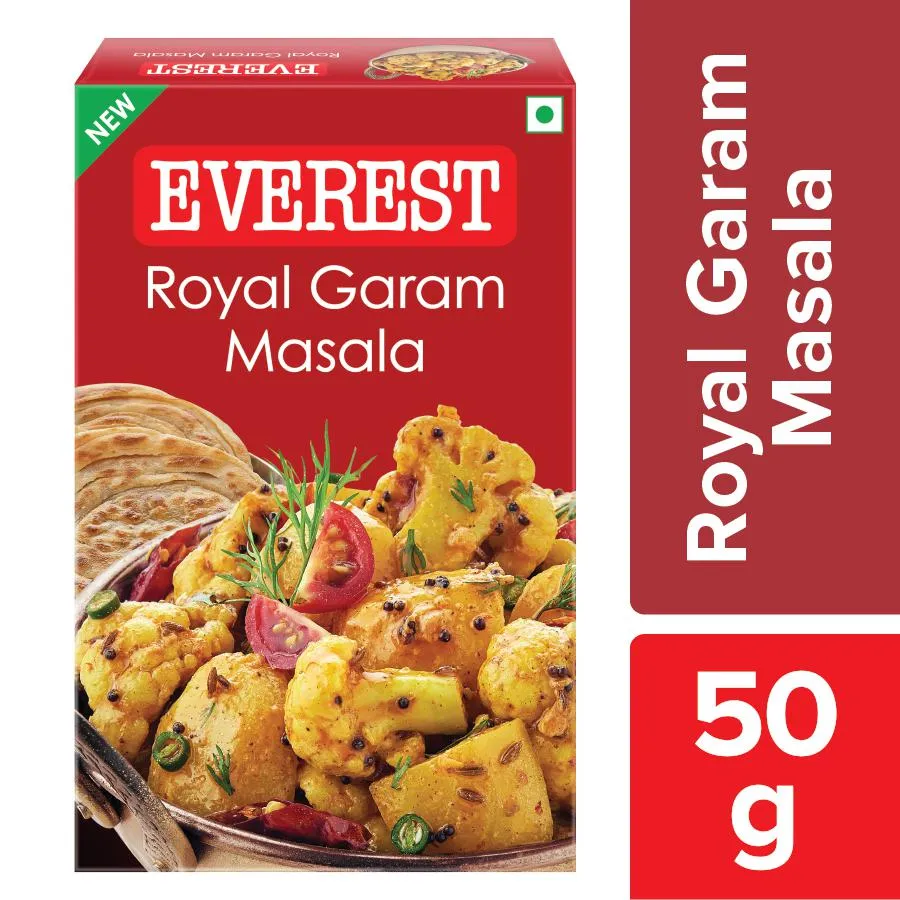 Royal Garam Masala
EVEREST
NEW
EVEREST
Royal Garam
Masala
Royal Garam
Masala
50
g